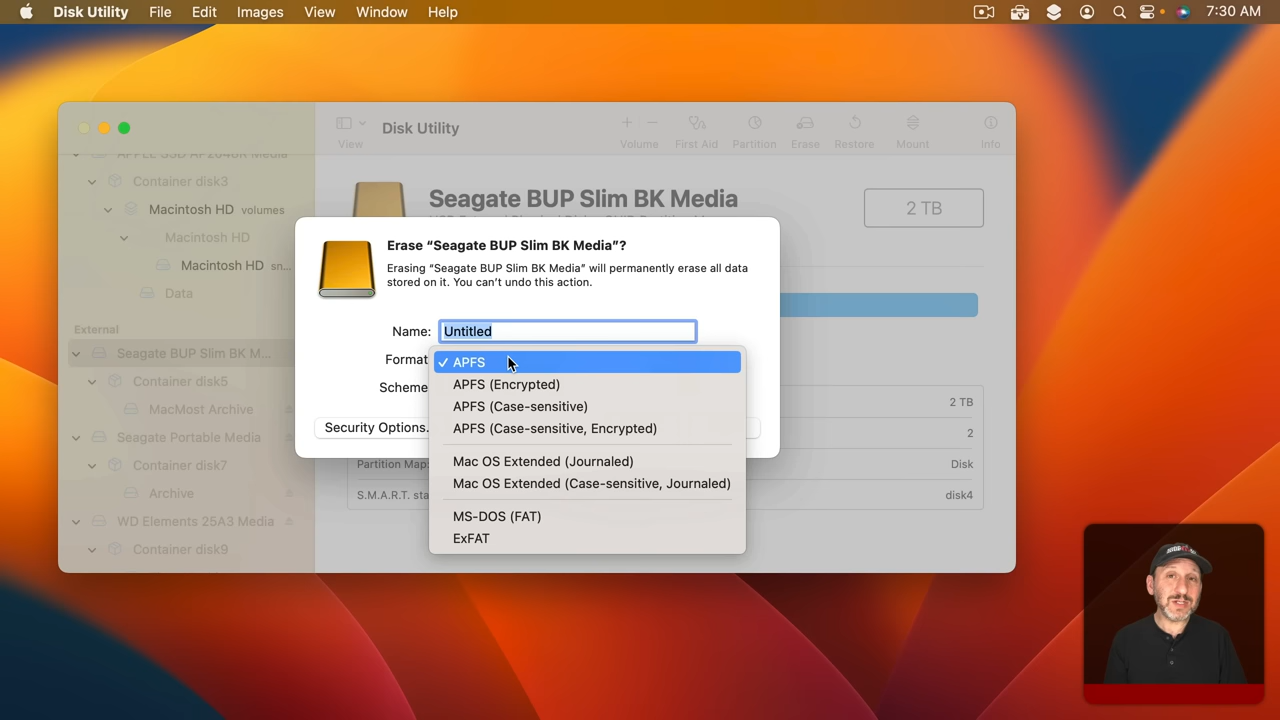 Disk Utility File Edit Images View Window Help 7:30 AM
Disk Utility
View Volume First Aid Partition Erase Restore Mount Info
APPLE SSD AP2048R Media
Container disk3
Macintosh HD volumes
Macintosh HD
Macintosh HD sn...
Data
External
Seagate BUP Slim BK M...
Container disk5
MacMost Archive
Seagate Portable Media
Container disk7
Archive
WD Elements 25A3 Media
Container disk9
Seagate BUP Slim BK Media
2 TB
Erase “Seagate BUP Slim BK Media”?
Erasing “Seagate BUP Slim BK Media” will permanently erase all data
stored on it. You can’t undo this action.
Name: Untitled
Format
Scheme
Security Options.
APFS
APFS (Encrypted)
APFS (Case-sensitive)
APFS (Case-sensitive, Encrypted)
Mac OS Extended (Journaled)
Mac OS Extended (Case-sensitive, Journaled)
MS-DOS (FAT)
ExFAT
2 TB
2
Partition Map: Disk
S.M.A.R.T. sta disk4